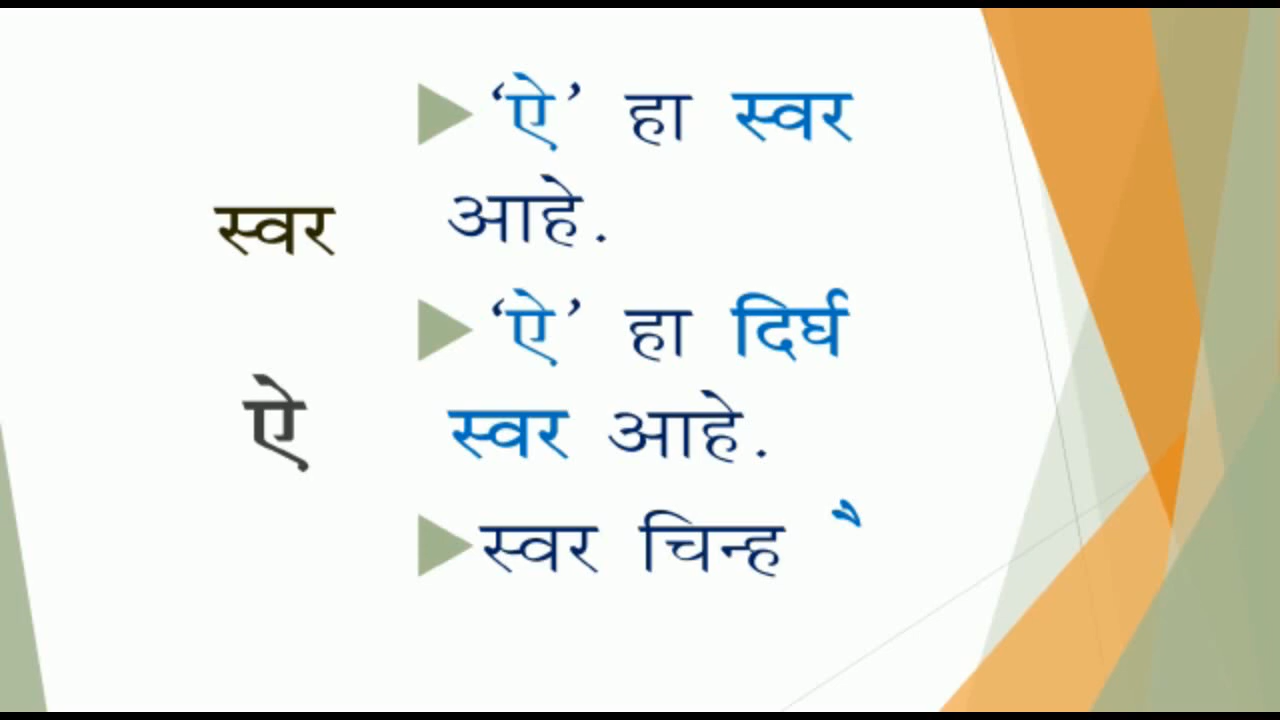 स्वर
ऐ
‘ऐ’ हा स्वर
आहे.
‘ऐ’ हा दिर्घ
स्वर आहे.
स्वर चिन्ह ै